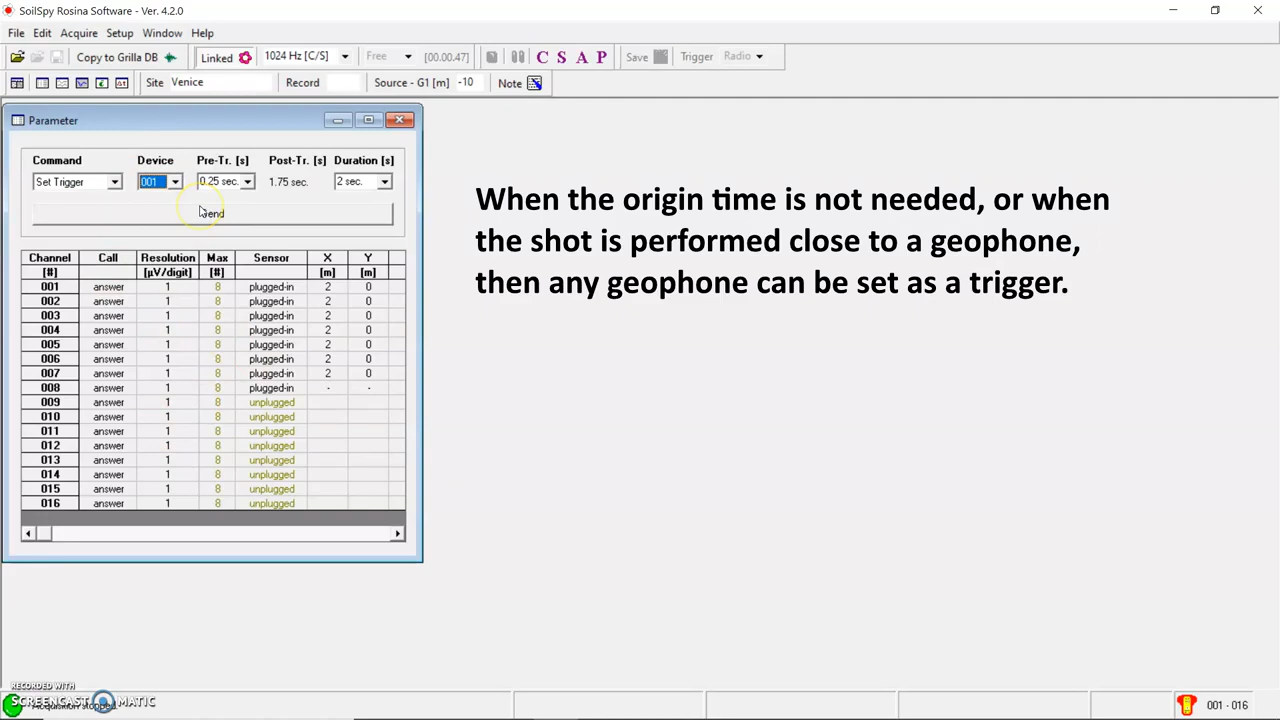 SoilSpy Rosina Software - Ver. 4.2.0
File Edit Acquire Setup Window Help
Copy to Grilla DB Linked 1024 Hz [C/S] Free [00.00.47] C S A P Save Trigger Radio
Site Venice Record Source - G1 [m] -10 Note
Parameter
Command Device Pre-Tr. [s] Post-Tr. [s] Duration [s]
Set Trigger 001 0.25 sec. 1.75 sec. 2 sec.
Send
When the origin time is not needed, or when
the shot is performed close to a geophone,
then any geophone can be set as a trigger.
Channel Call Resolution Max Sensor X Y
[#] [µV/digit] [#] [m] [m]
001 answer 1 8 plugged-in 2 0
002 answer 1 8 plugged-in 2 0
003 answer 1 8 plugged-in 2 0
004 answer 1 8 plugged-in 2 0
005 answer 1 8 plugged-in 2 0
006 answer 1 8 plugged-in 2 0
007 answer 1 8 plugged-in 2 0
008 answer 1 8 plugged-in - -
009 answer 1 8 unplugged
010 answer 1 8 unplugged
011 answer 1 8 unplugged
012 answer 1 8 unplugged
013 answer 1 8 unplugged
014 answer 1 8 unplugged
015 answer 1 8 unplugged
016 answer 1 8 unplugged
RECORDED WITH
SCREENCAST MATIC
Acquisition stopped. 001 - 016